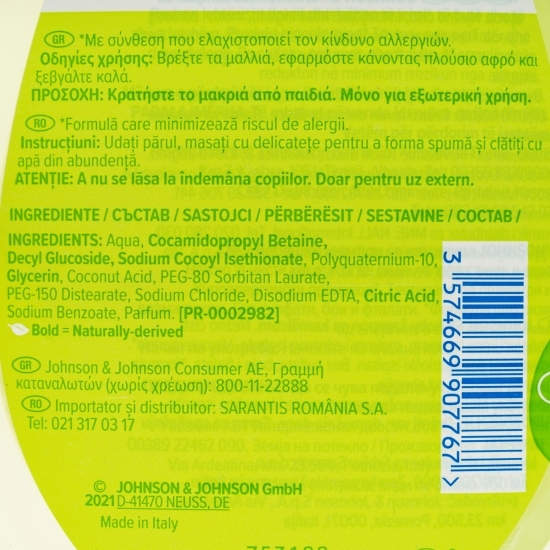 GR *Με σύνθεση που ελαχιστοποιεί τον κίνδυνο αλλεργιών.
Οδηγίες χρήσης: Βρέξτε τα μαλλιά, εφαρμόστε κάνοντας πλούσιο αφρό και
ξεβγάλτε καλά.
ΠΡΟΣΟΧΗ: Κρατήστε το μακριά από παιδιά. Μόνο για εξωτερική χρήση.
RO *Formulă care minimizează riscul de alergii.
Instrucțiuni: Udați părul, masați cu delicatețe pentru a forma spumă și clătiți cu
apă din abundență.
ATENȚIE: A nu se lăsa la îndemâna copiilor. Doar pentru uz extern.
INGREDIENTE / СЪСТАВ / SASTOJCI / PËRBËRËSIT / SESTAVINE / СОСТАВ /
INGREDIENTS: Aqua, Cocamidopropyl Betaine,
Decyl Glucoside, Sodium Cocoyl Isethionate, Polyquaternium-10,
Glycerin, Coconut Acid, PEG-80 Sorbitan Laurate,
PEG-150 Distearate, Sodium Chloride, Disodium EDTA, Citric Acid,
Sodium Benzoate, Parfum. [PR-0002982]
Bold = Naturally-derived
GR Johnson & Johnson Consumer AE, Γραμμή
καταναλωτών (χωρίς χρέωση): 800-11-22888
RO Importator și distribuitor: SARANTIS ROMÂNIA S.A.
Tel: 021 317 03 17
© JOHNSON & JOHNSON GmbH
2021 D-41470 NEUSS, DE
Made in Italy
3 574669 907767 >